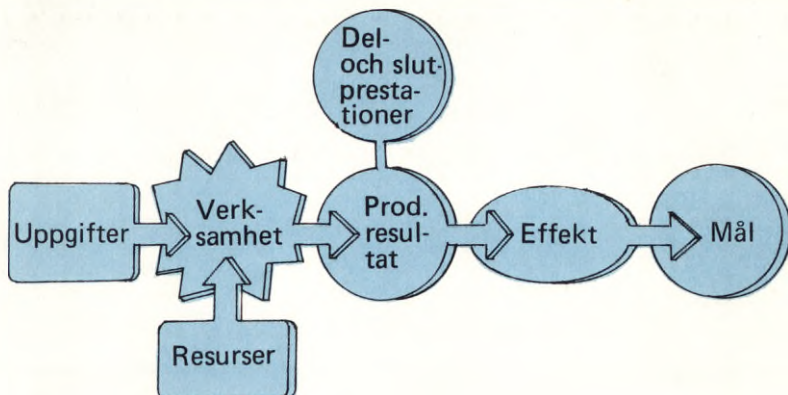 Del-
och slut-
presta-
tioner
Uppgifter
Verk-
samhet
Prod.
resul-
tat
Effekt
Mål
Resurser